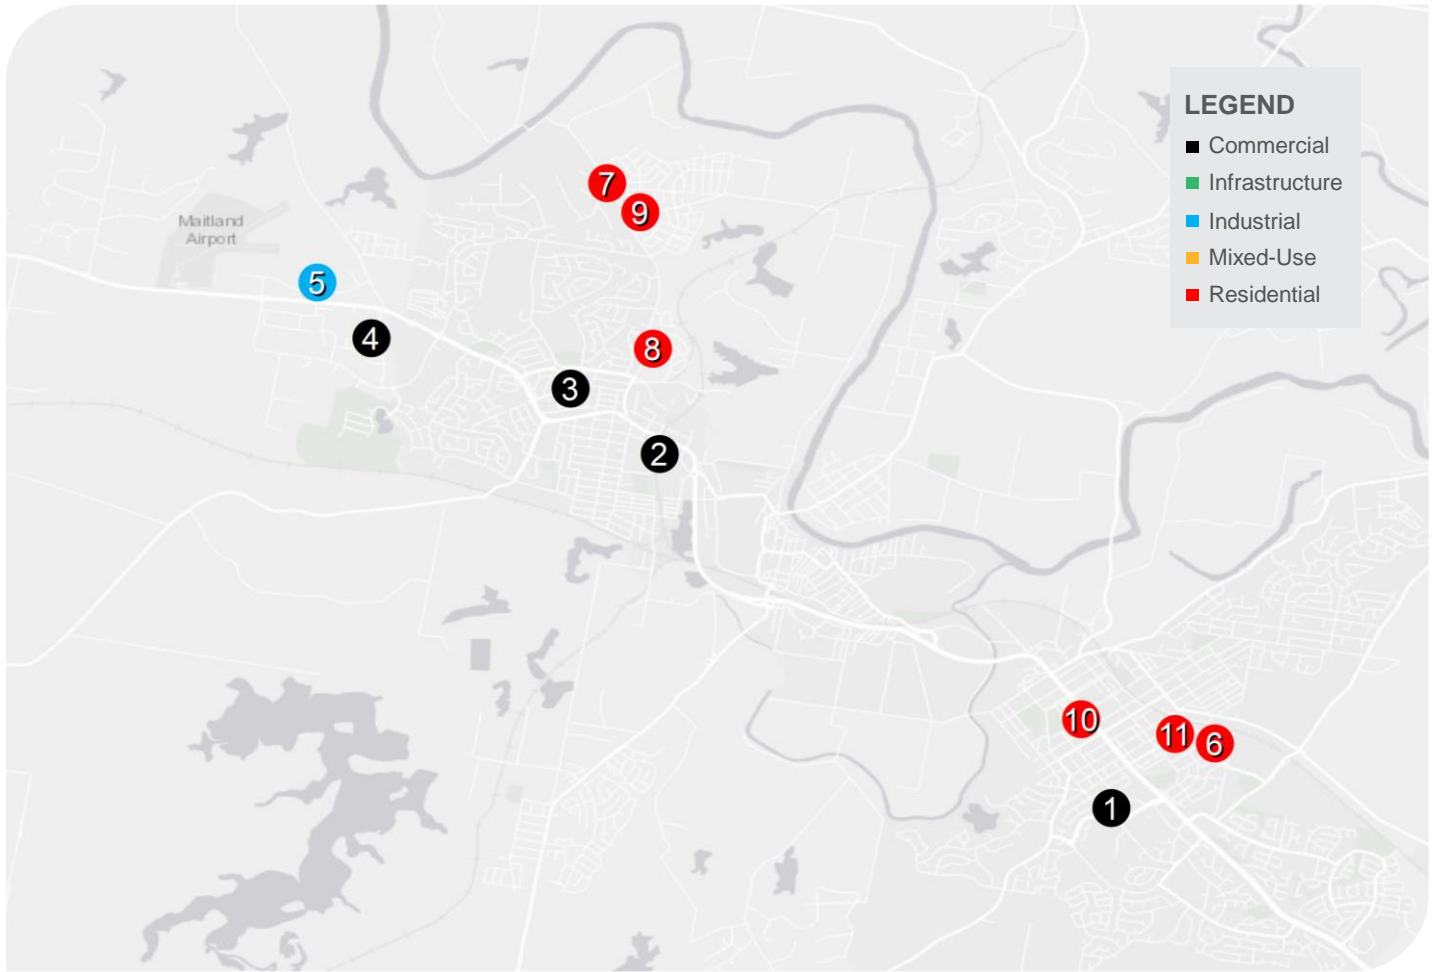 LEGEND
Commercial
Infrastructure
Industrial
Mixed-Use
Residential
7
9
Maitland
Airport
5
4
8
3
2
10
11
6
1